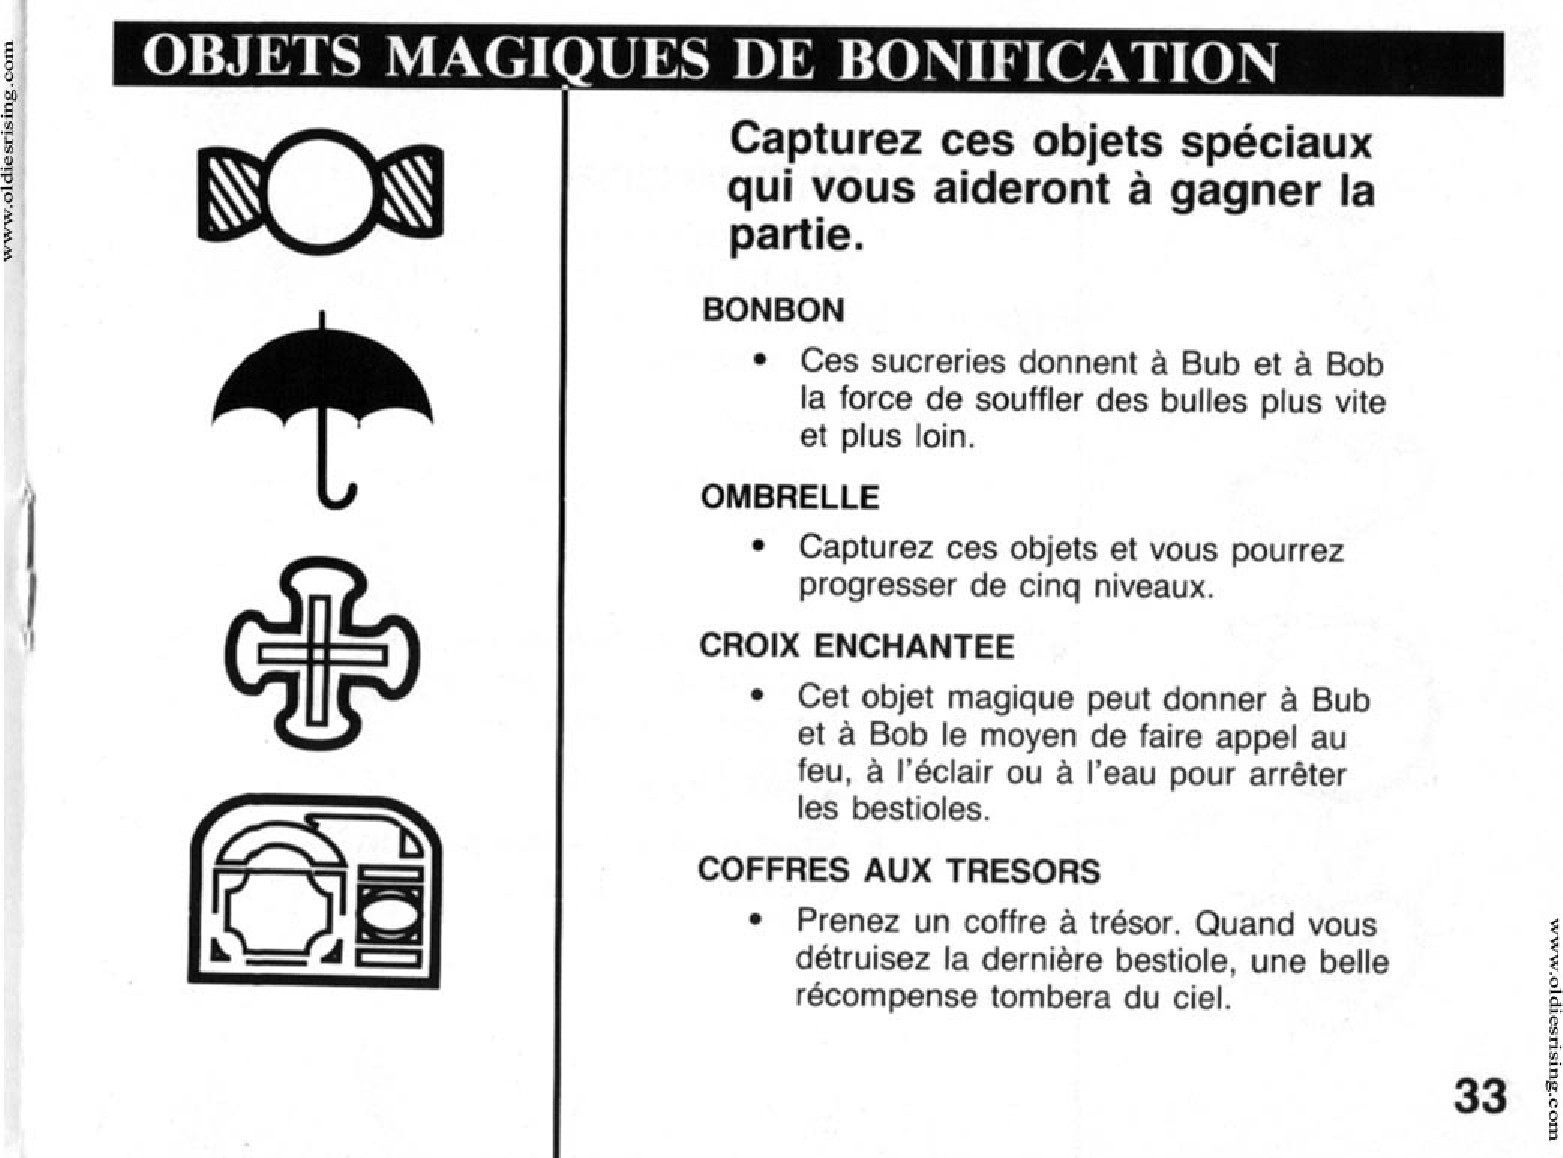 OBJETS MAGIQUES DE BONIFICATION
Capturez ces objets spéciaux
qui vous aideront à gagner la
partie.
BONBON
• Ces sucreries donnent à Bub et à Bob
la force de souffler des bulles plus vite
et plus loin.
OMBRELLE
• Capturez ces objets et vous pourrez
progresser de cinq niveaux.
CROIX ENCHANTEE
• Cet objet magique peut donner à Bub
et à Bob le moyen de faire appel au
feu, à l'éclair ou à l'eau pour arrêter
les bestioles.
COFFRES AUX TRESORS
• Prenez un coffre à trésor. Quand vous
détruisez la dernière bestiole, une belle
récompense tombera du ciel.
33
www.oldiesrising.com
www.oldiesrising.com